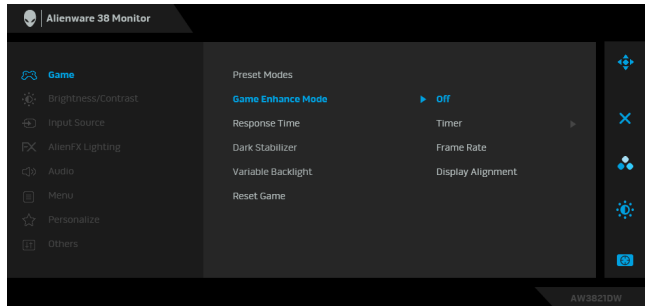 Alienware 38 Monitor
Game
Brightness/Contrast
Input Source
AlienFX Lighting
Audio
Menu
Personalize
Others
Preset Modes
Game Enhance Mode
Response Time
Dark Stabilizer
Variable Backlight
Reset Game
Off
Timer
Frame Rate
Display Alignment
AW3821DW